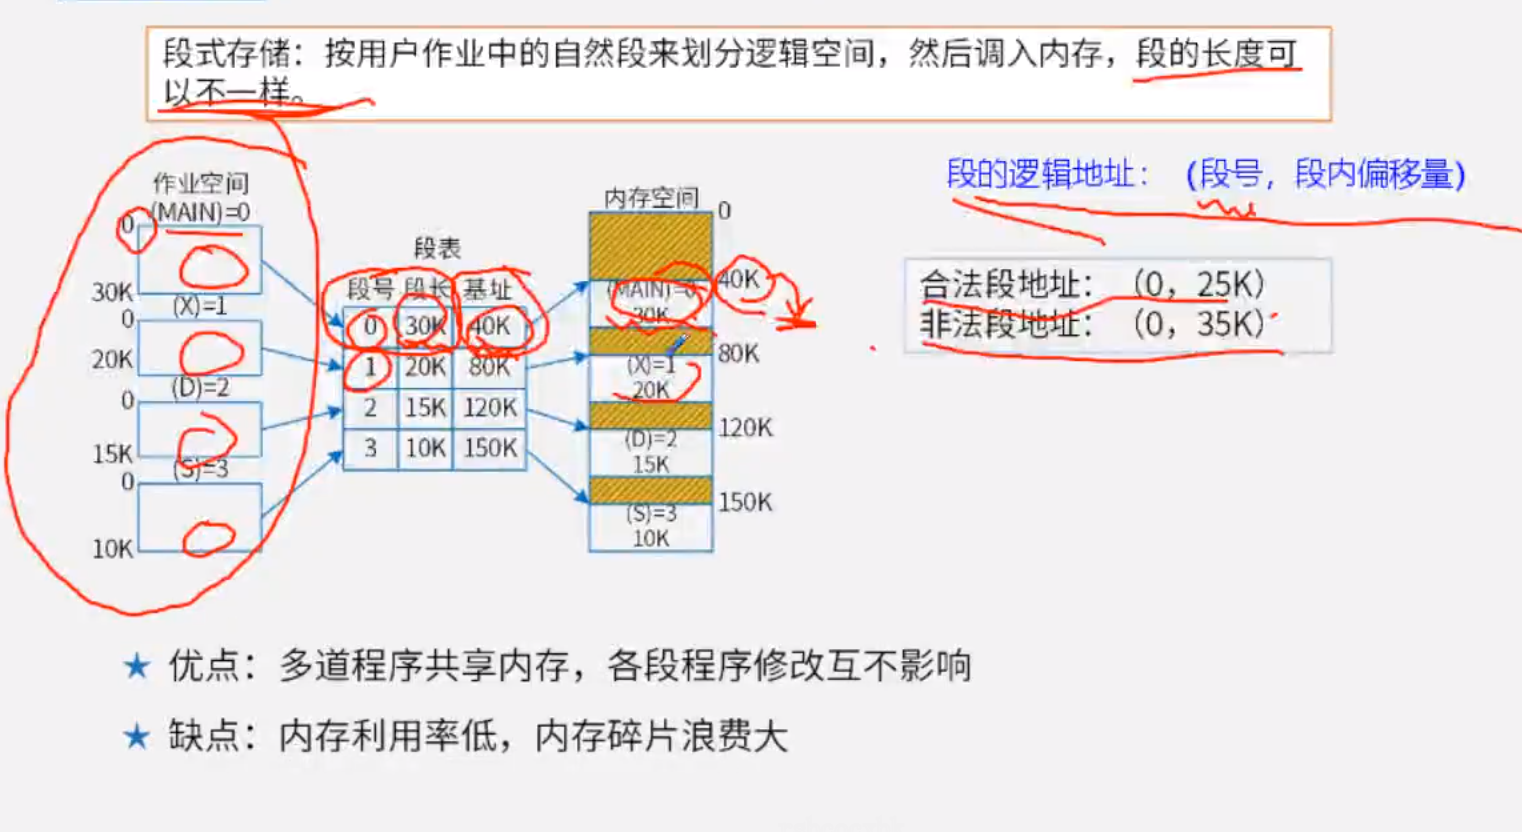 段式存储：按用户作业中的自然段来划分逻辑空间，然后调入内存，段的长度可
以不一样。
段的逻辑地址：（段号，段内偏移量)
合法段地址：（0，25K）
非法段地址：（0，35K）
作业空间
(MAIN)=0
0
30K
(X)=1
0
20K
(D)=2
0
15K
(S)=3
0
10K
段表
段号 段长 基址
0 30K 40K
1 20K 80K
2 15K 120K
3 10K 150K
内存空间
0
(MAIN)=0
40K
30K
80K
(X)=1
20K
120K
(D)=2
15K
150K
(S)=3
10K
★ 优点：多道程序共享内存，各段程序修改互不影响
★ 缺点：内存利用率低，内存碎片浪费大